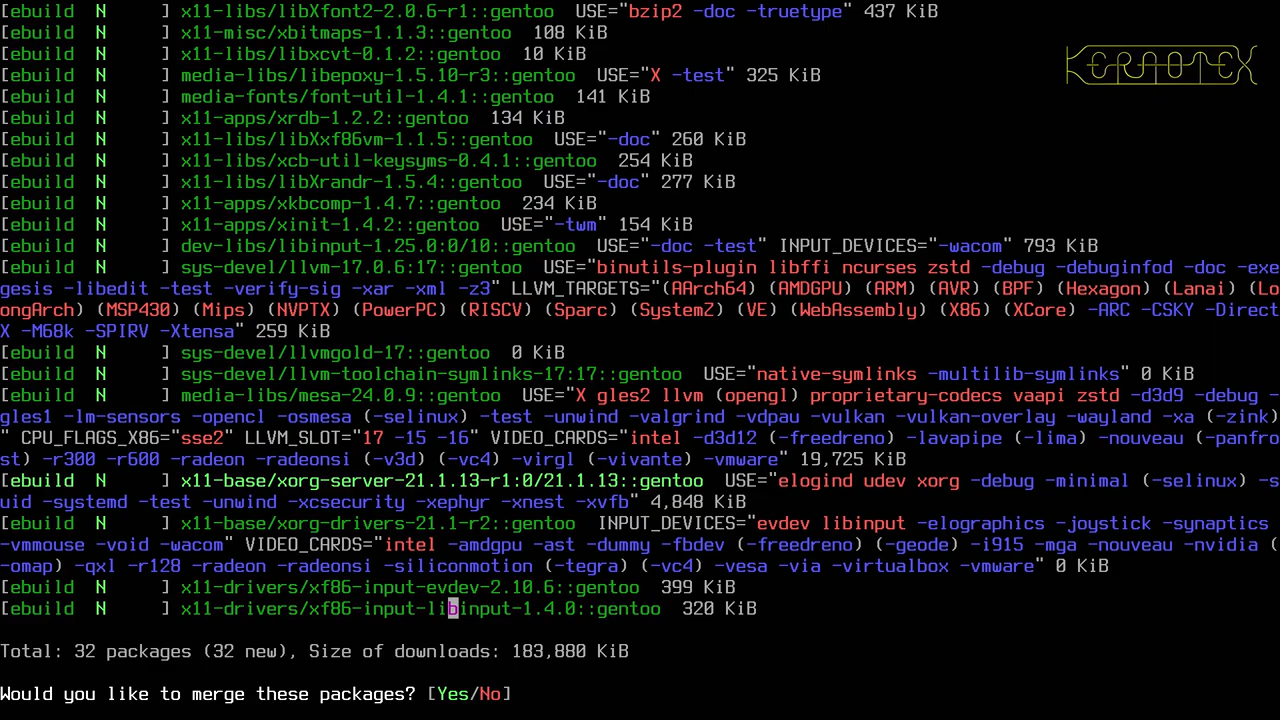 [ebuild  N     ] x11-libs/libXfont2-2.0.6-r1::gentoo  USE="bzip2 -doc -truetype" 437 KiB
[ebuild  N     ] x11-misc/xbitmaps-1.1.3::gentoo  108 KiB
[ebuild  N     ] x11-libs/libxcvt-0.1.2::gentoo  10 KiB
KERNOTEX
[ebuild  N     ] media-libs/libepoxy-1.5.10-r3::gentoo  USE="X -test" 325 KiB
[ebuild  N     ] media-fonts/font-util-1.4.1::gentoo  141 KiB
[ebuild  N     ] x11-apps/xrdb-1.2.2::gentoo  134 KiB
[ebuild  N     ] x11-libs/libXxf86vm-1.1.5::gentoo  USE="-doc" 260 KiB
[ebuild  N     ] x11-libs/xcb-util-keysyms-0.4.1::gentoo  254 KiB
[ebuild  N     ] x11-libs/libXrandr-1.5.4::gentoo  USE="-doc" 277 KiB
[ebuild  N     ] x11-apps/xkbcomp-1.4.7::gentoo  234 KiB
[ebuild  N     ] x11-apps/xinit-1.4.2::gentoo  USE="-twm" 154 KiB
[ebuild  N     ] dev-libs/libinput-1.25.0:0/10::gentoo  USE="-doc -test" INPUT_DEVICES="-wacom" 793 KiB
[ebuild  N     ] sys-devel/llvm-17.0.6:17::gentoo  USE="binutils-plugin libffi ncurses zstd -debug -debuginfod -doc -exe
gesis -libedit -test -verify-sig -xar -xml -z3" LLVM_TARGETS="(AArch64) (AMDGPU) (ARM) (AVR) (BPF) (Hexagon) (Lanai) (Lo
ongArch) (MSP430) (Mips) (NVPTX) (PowerPC) (RISCV) (Sparc) (SystemZ) (VE) (WebAssembly) (X86) (XCore) -ARC -CSKY -Direct
X -M68k -SPIRV -Xtensa" 259 KiB
[ebuild  N     ] sys-devel/llvmgold-17::gentoo  0 KiB
[ebuild  N     ] sys-devel/llvm-toolchain-symlinks-17:17::gentoo  USE="native-symlinks -multilib-symlinks" 0 KiB
[ebuild  N     ] media-libs/mesa-24.0.9::gentoo  USE="X gles2 llvm (opengl) proprietary-codecs vaapi zstd -d3d9 -debug -
gles1 -lm-sensors -opencl -osmesa (-selinux) -test -unwind -valgrind -vdpau -vulkan -vulkan-overlay -wayland -xa (-zink)
" CPU_FLAGS_X86="sse2" LLVM_SLOT="17 -15 -16" VIDEO_CARDS="intel -d3d12 (-freedreno) -lavapipe (-lima) -nouveau (-panfro
st) -r300 -r600 -radeon -radeonsi (-v3d) (-vc4) -virgl (-vivante) -vmware" 19,725 KiB
[ebuild  N     ] x11-base/xorg-server-21.1.13-r1:0/21.1.13::gentoo  USE="elogind udev xorg -debug -minimal (-selinux) -s
uid -systemd -test -unwind -xcsecurity -xephyr -xnest -xvfb" 4,848 KiB
[ebuild  N     ] x11-base/xorg-drivers-21.1-r2::gentoo  INPUT_DEVICES="evdev libinput -elographics -joystick -synaptics
-vmmouse -void -wacom" VIDEO_CARDS="intel -amdgpu -ast -dummy -fbdev (-freedreno) (-geode) -i915 -mga -nouveau -nvidia (
-omap) -qxl -r128 -radeon -radeonsi -siliconmotion (-tegra) (-vc4) -vesa -via -virtualbox -vmware" 0 KiB
[ebuild  N     ] x11-drivers/xf86-input-evdev-2.10.6::gentoo  399 KiB
[ebuild  N     ] x11-drivers/xf86-input-libinput-1.4.0::gentoo  320 KiB
Total: 32 packages (32 new), Size of downloads: 183,880 KiB
Would you like to merge these packages? [Yes/No]